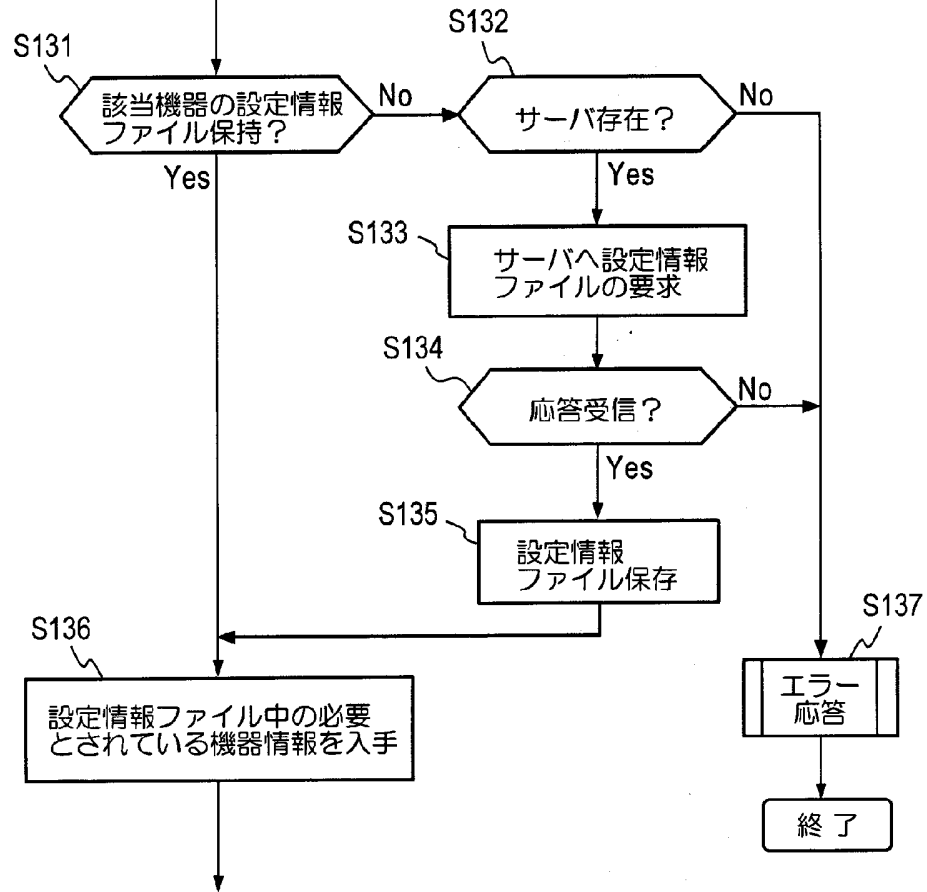 S131
該当機器の設定情報
ファイル保持？
No
Yes
S132
サーバ存在？
No
Yes
S133
サーバへ設定情報
ファイルの要求
S134
応答受信？
No
Yes
S135
設定情報
ファイル保存
S136
設定情報ファイル中の必要
とされている機器情報を入手
S137
エラー
応答
終了